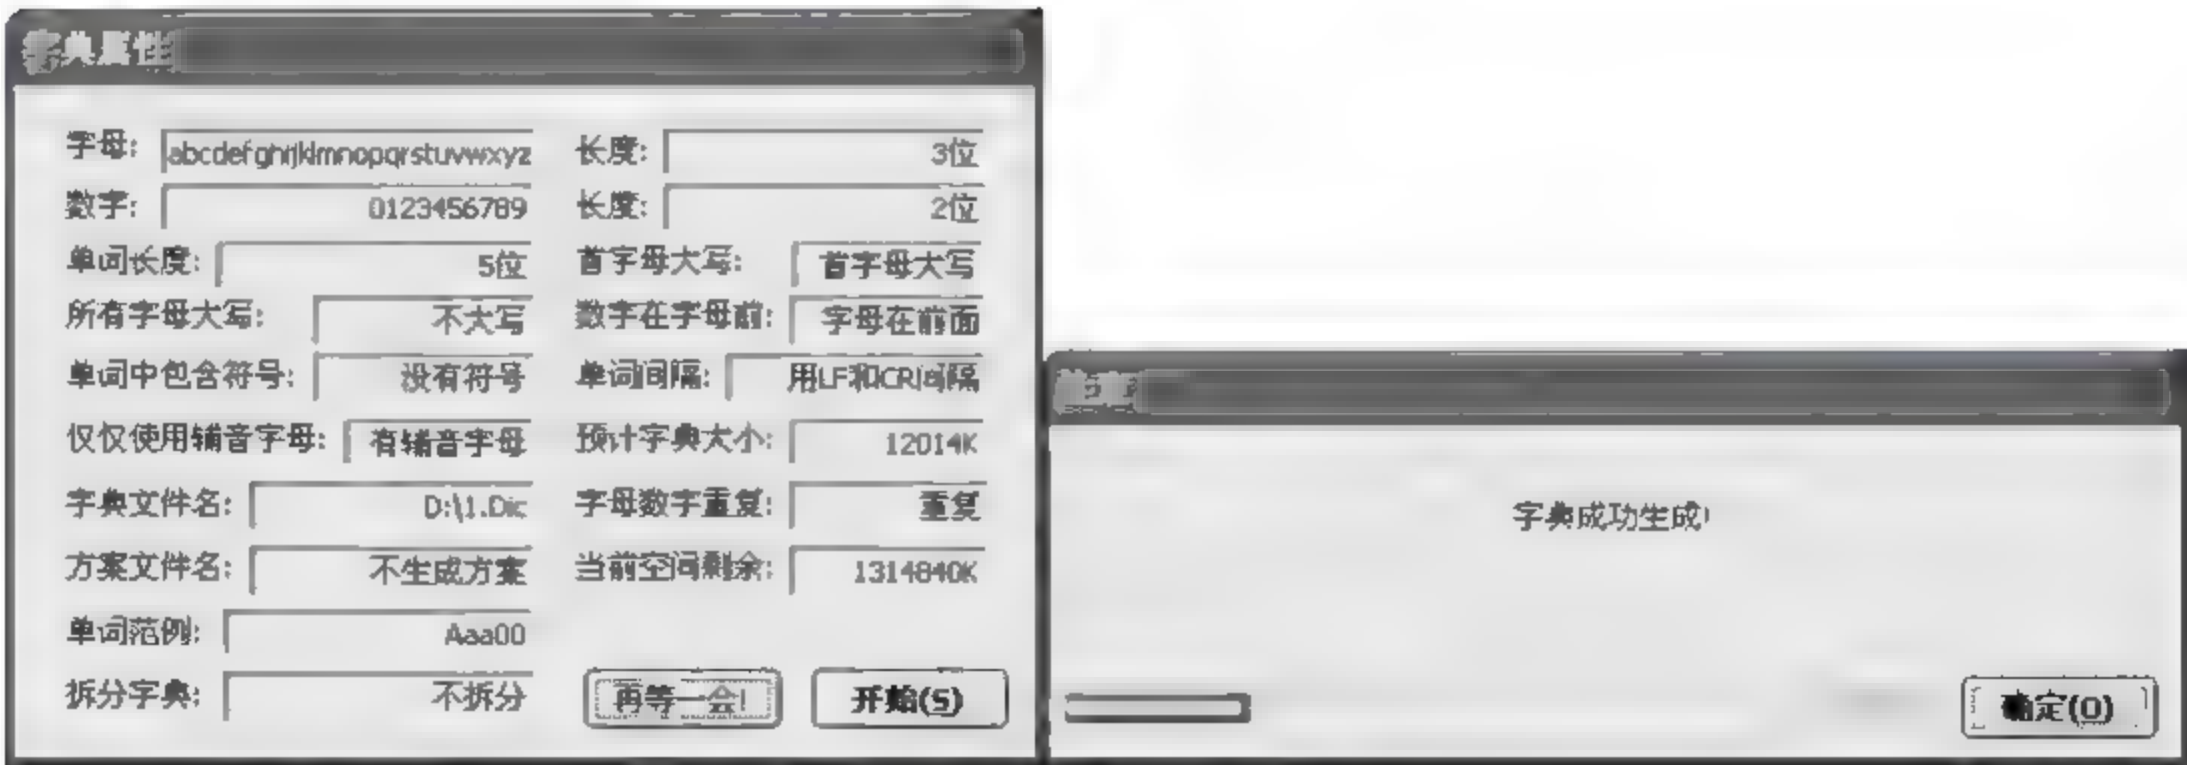 字典属性
字母: abcdefghijklmnopqrstuvwxyz 长度: 3位
数字: 0123456789 长度: 2位
单词长度: 5位 首字母大写: 首字母大写
所有字母大写: 不大写 数字在字母前: 字母在前面
单词中包含符号: 没有符号 单词间隔: 用LF和CR间隔
仅仅使用辅音字母: 有辅音字母 预计字典大小: 12014K
字典文件名: D:\1.Dic 字母数字重复: 重复
方案文件名: 不生成方案 当前空间剩余: 1314840K
单词范例: Aaa00
拆分字典: 不拆分 再等一会! 开始(S)
字典成功生成!
确定(O)